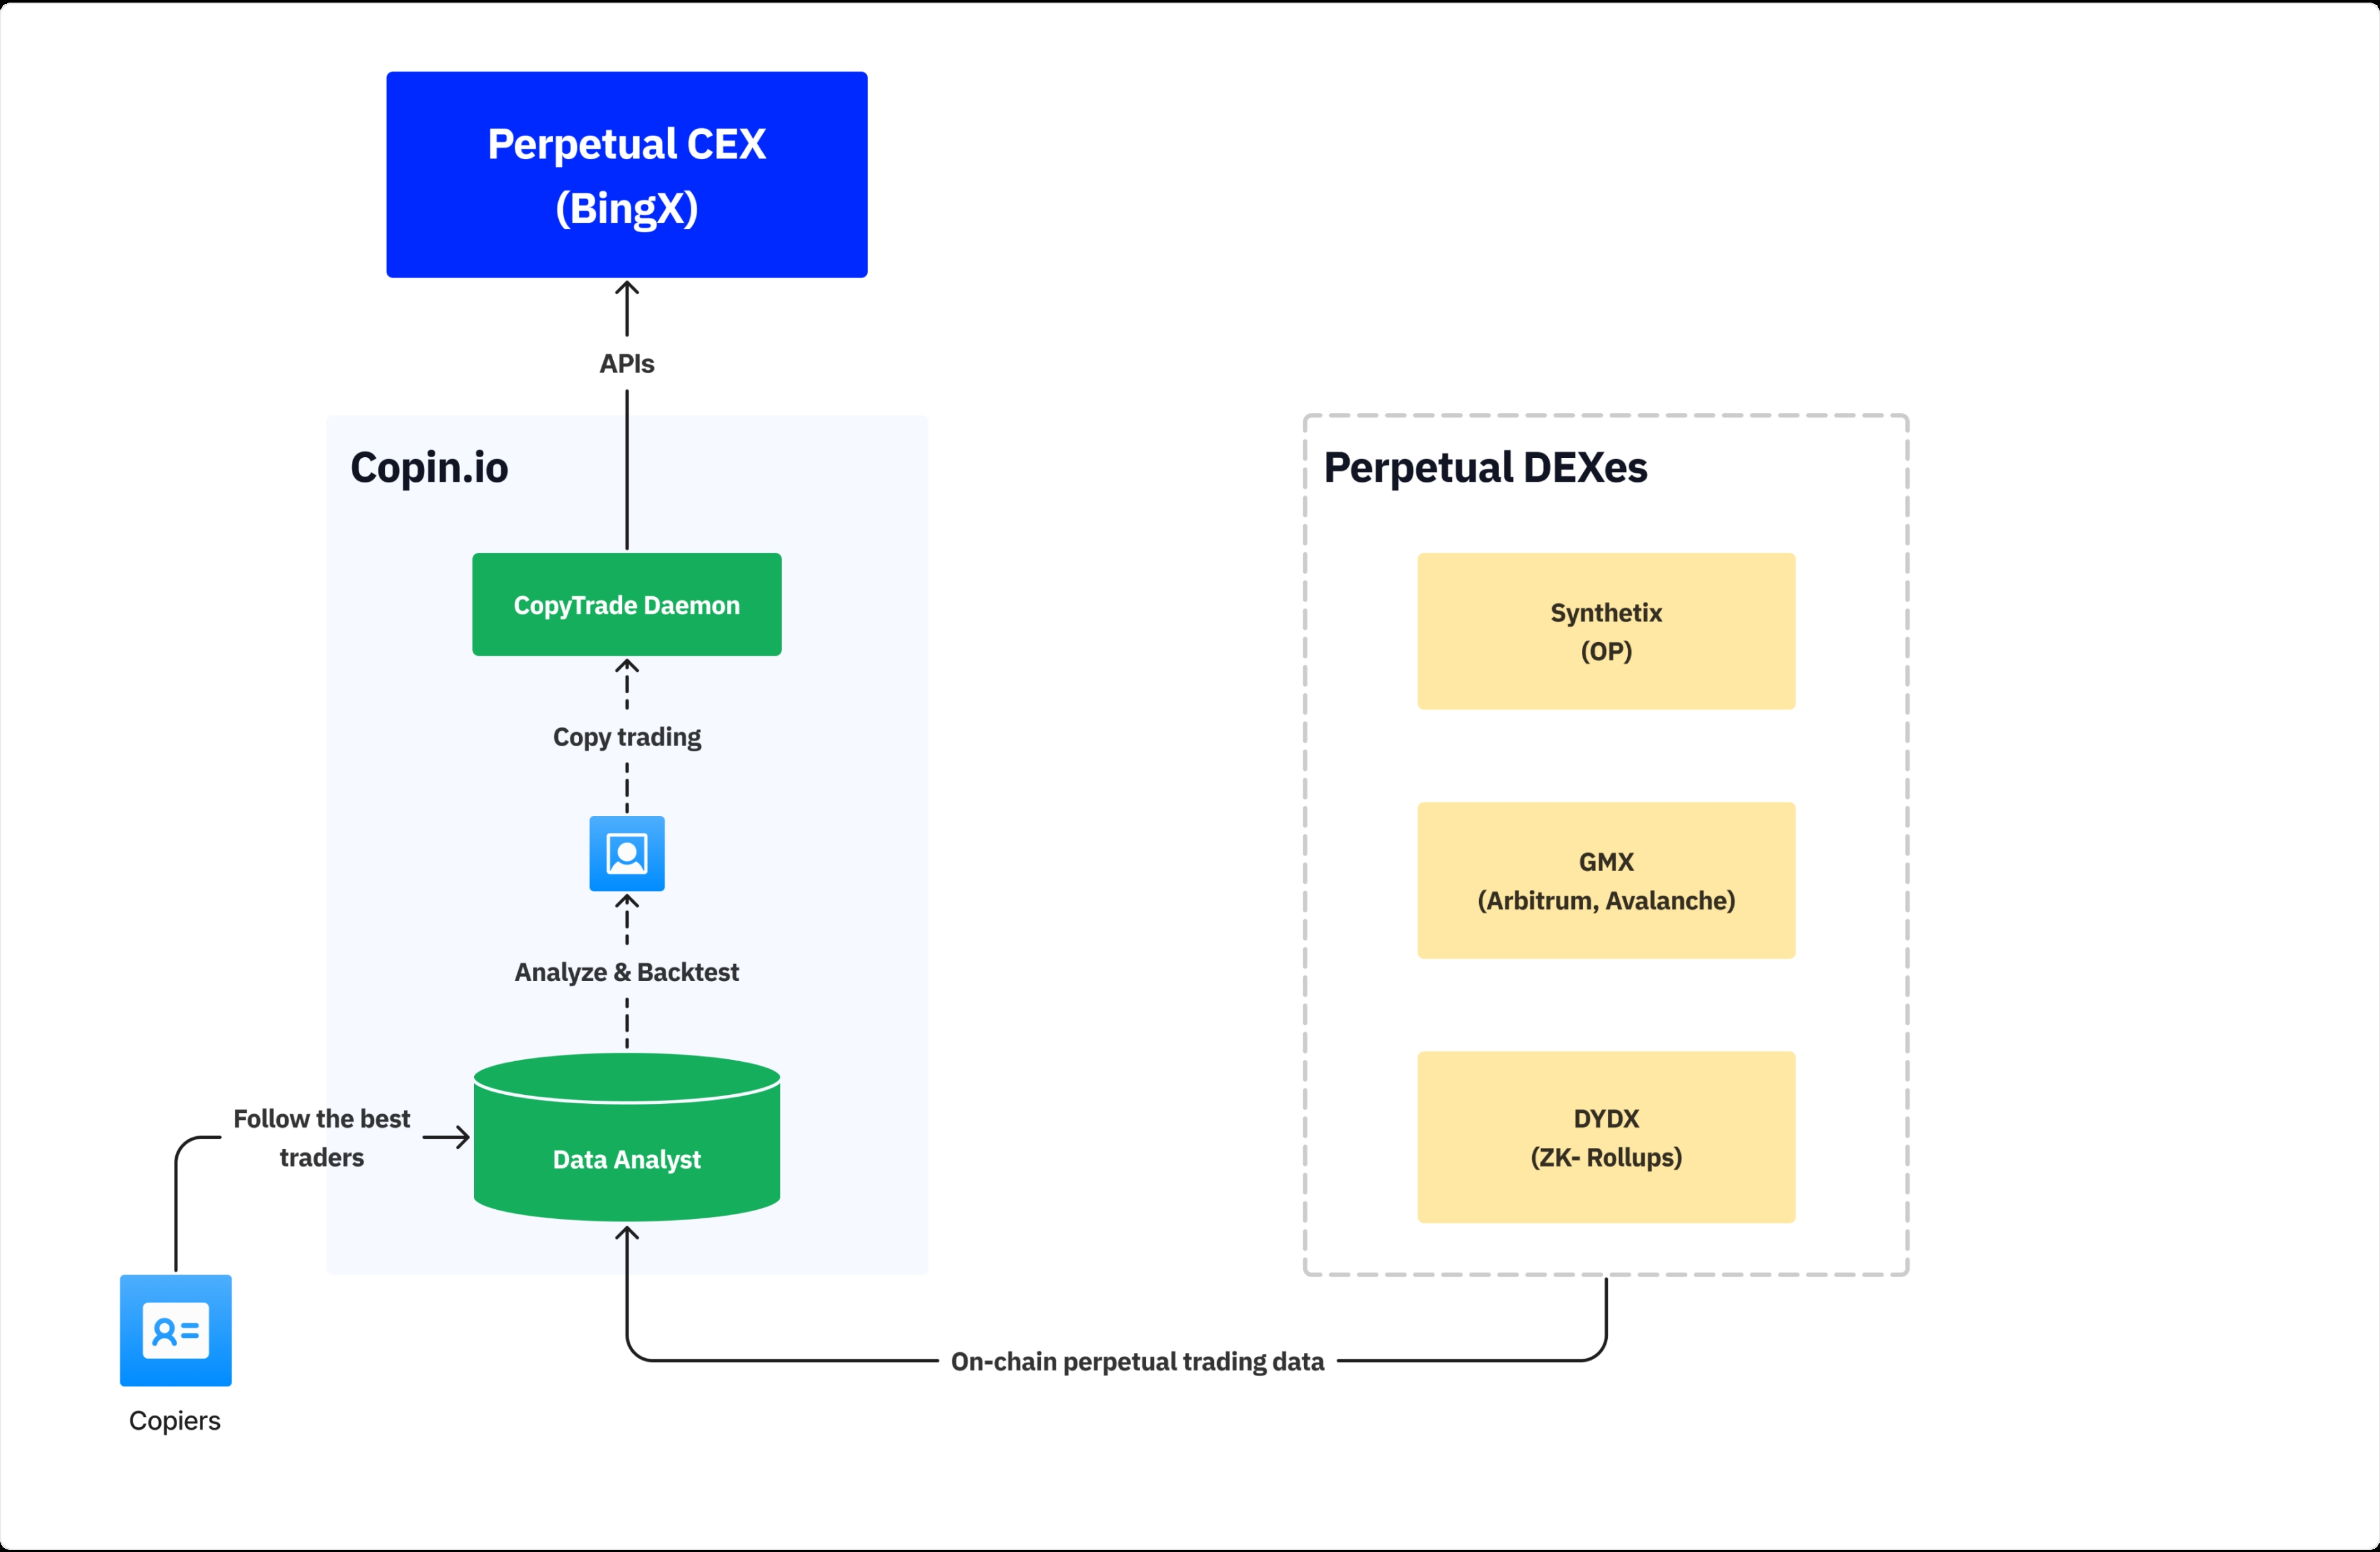 Perpetual CEX
(BingX)
APIs
Copin.io
CopyTrade Daemon
Copy trading
Analyze & Backtest
Follow the best
traders
Data Analyst
Copiers
Perpetual DEXes
Synthetix
(OP)
GMX
(Arbitrum, Avalanche)
DYDX
(ZK- Rollups)
On-chain perpetual trading data